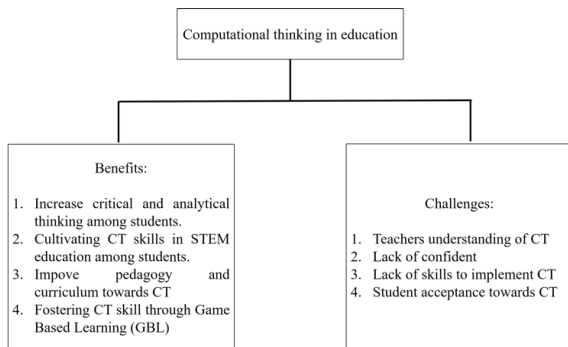 Computational thinking in education
Benefits:
1. Increase critical and analytical
thinking among students.
2. Cultivating CT skills in STEM
education among students.
3. Impove pedagogy and
curriculum towards CT
4. Fostering CT skill through Game
Based Learning (GBL)
Challenges:
1. Teachers understanding of CT
2. Lack of confident
3. Lack of skills to implement CT
4. Student acceptance towards CT